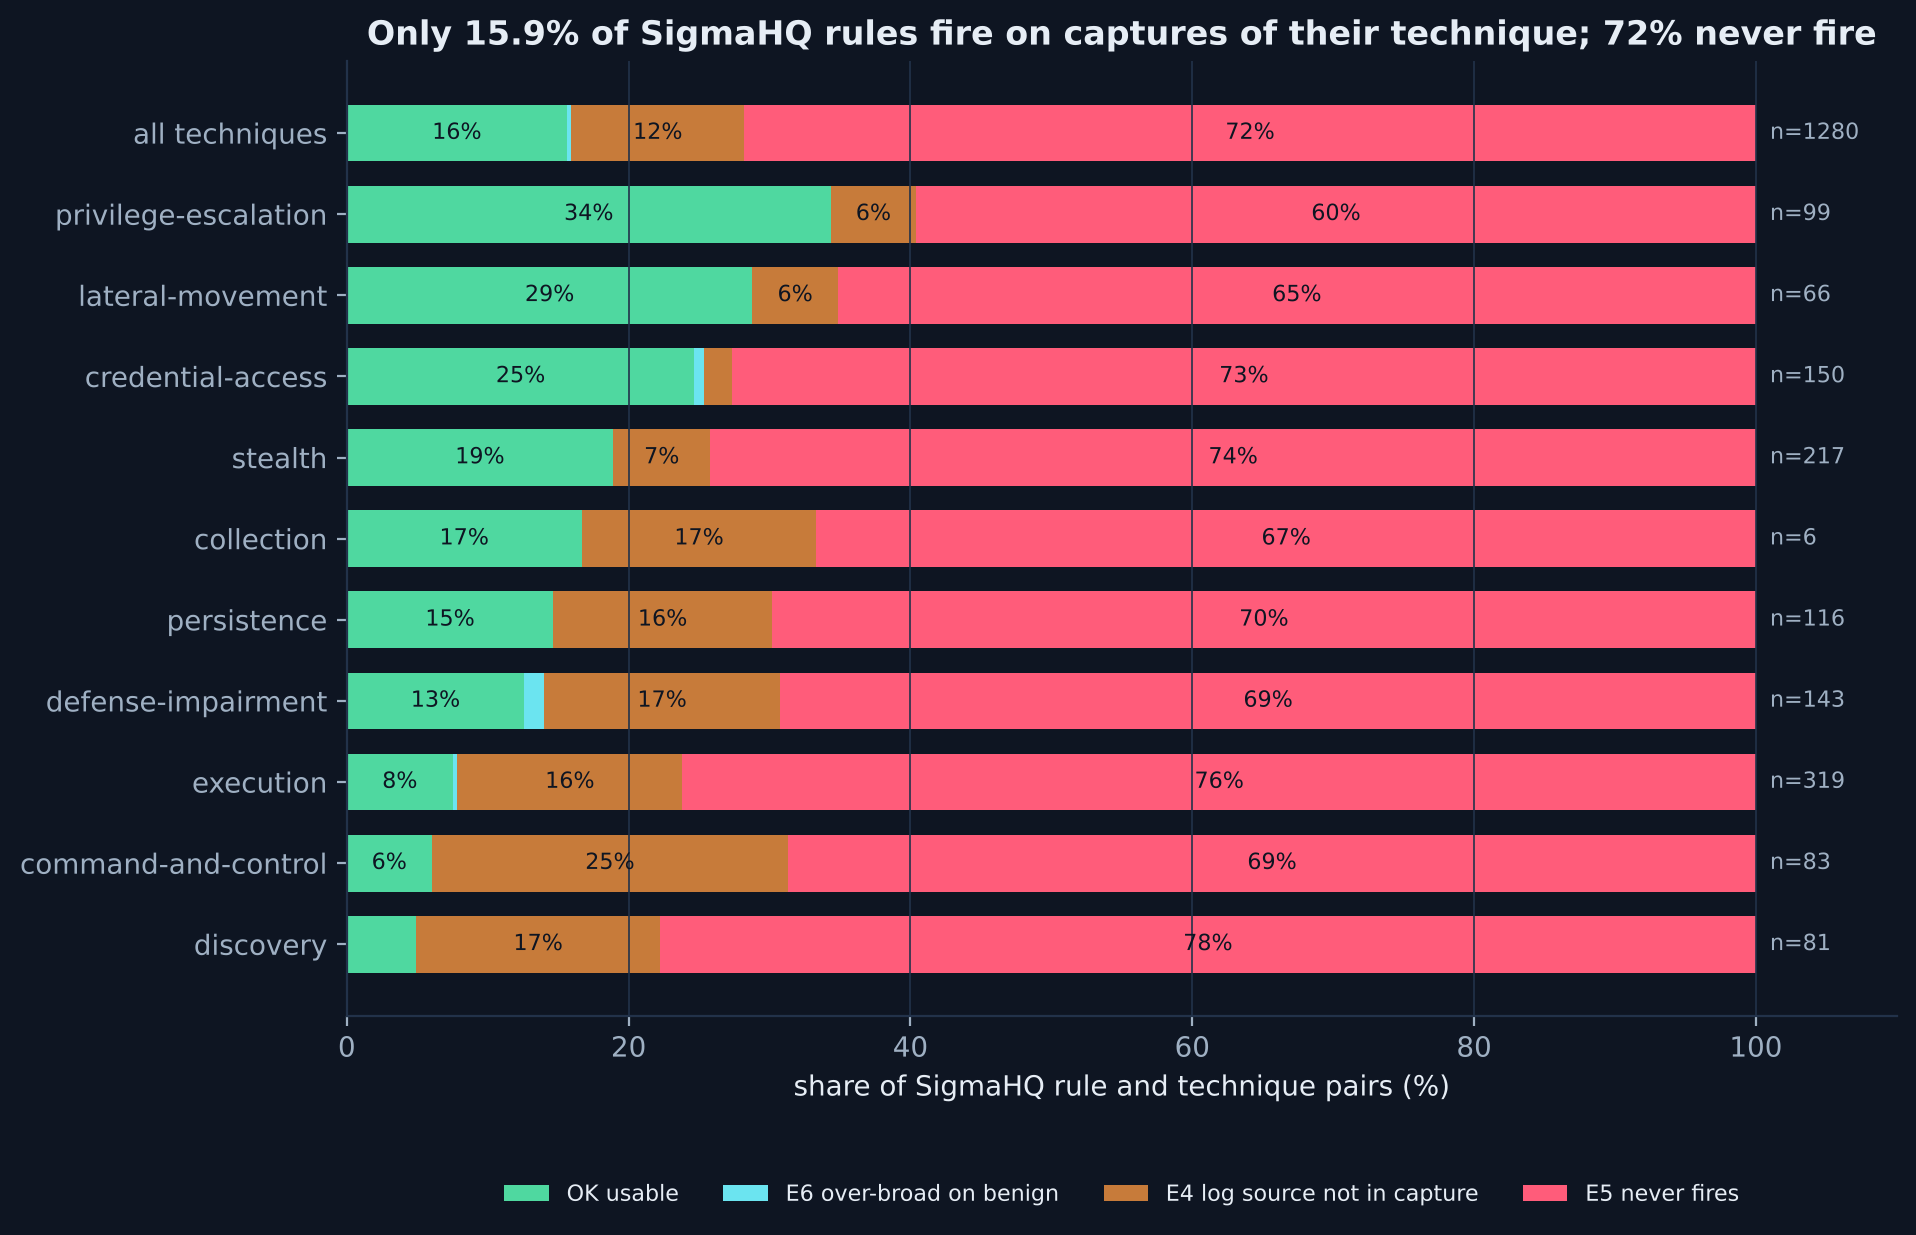 Only 15.9% of SigmaHQ rules fire on captures of their technique; 72% never fire
all techniques 16% 12% 72% n=1280
privilege-escalation 34% 6% 60% n=99
lateral-movement 29% 6% 65% n=66
credential-access 25% 73% n=150
stealth 19% 7% 74% n=217
collection 17% 17% 67% n=6
persistence 15% 16% 70% n=116
defense-impairment 13% 17% 69% n=143
execution 8% 16% 76% n=319
command-and-control 6% 25% 69% n=83
discovery 17% 78% n=81
0 20 40 60 80 100
share of SigmaHQ rule and technique pairs (%)
OK usable E6 over-broad on benign E4 log source not in capture E5 never fires